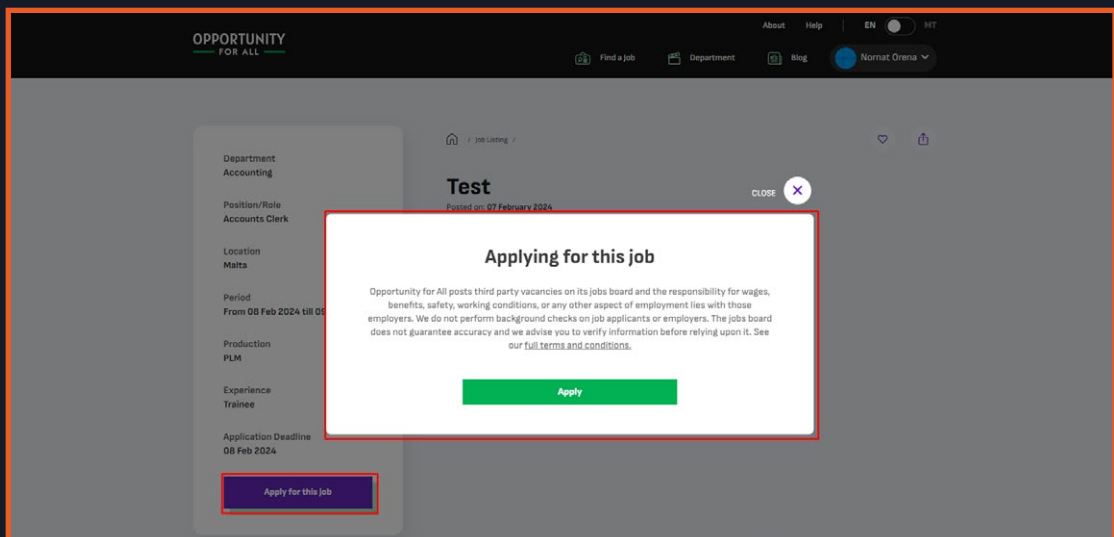 About Help EN MT
OPPORTUNITY
FOR ALL
Find a Job Department Blog Nornat Orena
/ Job Listing /
Department
Accounting
Test
CLOSE
Posted on: 07 February 2024
Position/Role
Accounts Clerk
Location
Malta
Period
From 08 Feb 2024 till 09
Production
PLM
Experience
Trainee
Application Deadline
08 Feb 2024
Apply for this job
Applying for this job
Opportunity for All posts third party vacancies on its jobs board and the responsibility for wages,
benefits, safety, working conditions, or any other aspect of employment lies with those
employers. We do not perform background checks on job applicants or employers. The jobs board
does not guarantee accuracy and we advise you to verify information before relying upon it. See
our full terms and conditions.
Apply